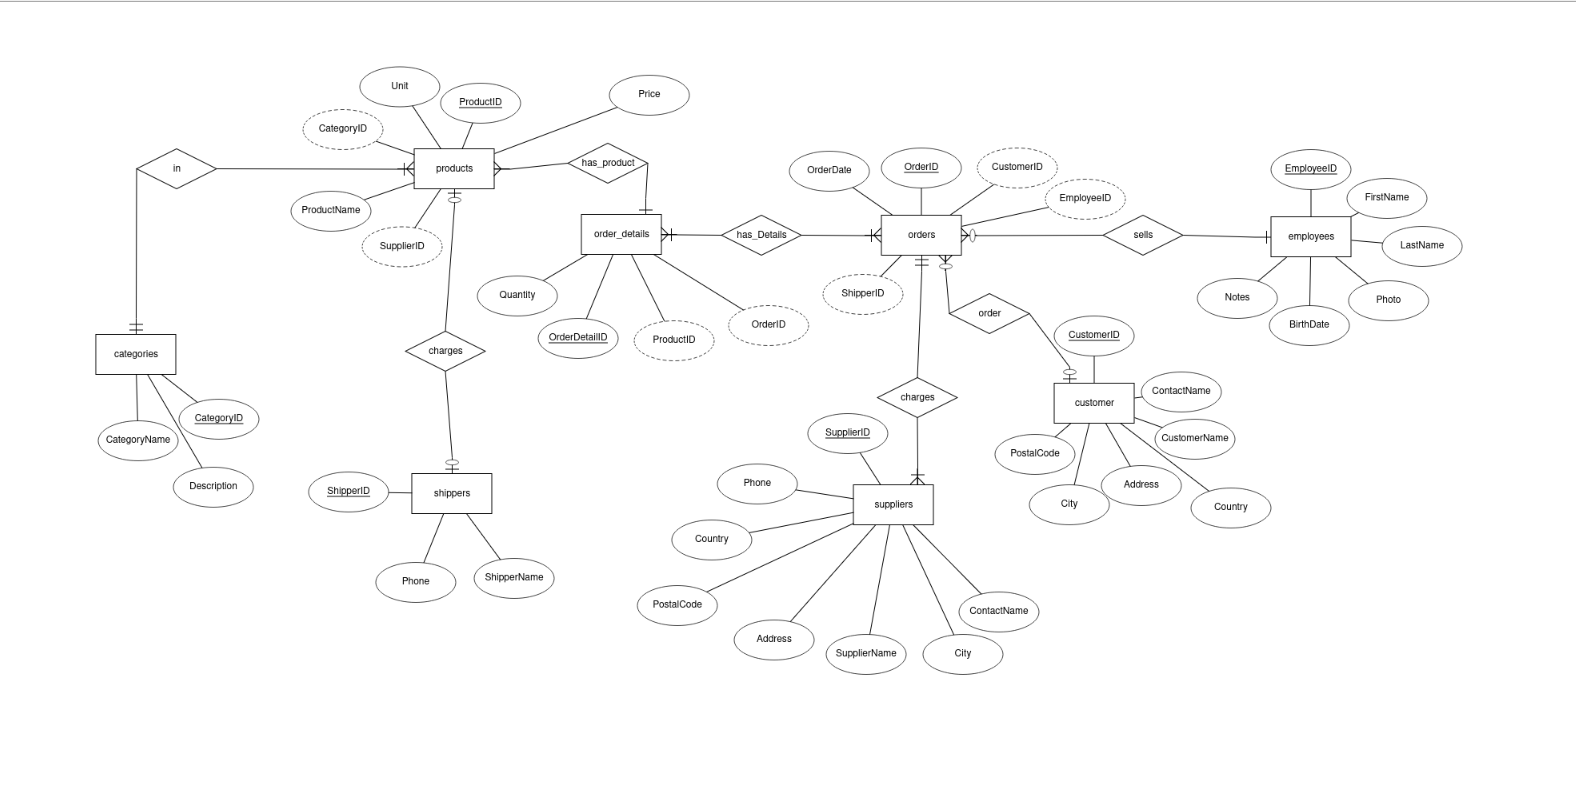 Unit
ProductID
Price
CategoryID
in
products
has_product
ProductName
SupplierID
OrderDate
OrderID
CustomerID
EmployeeID
EmployeeID
FirstName
order_details
has_Details
orders
sells
employees
LastName
Quantity
ShipperID
Notes
Photo
OrderDetailID
ProductID
OrderID
order
BirthDate
CustomerID
categories
charges
charges
customer
ContactName
CategoryName
CategoryID
SupplierID
PostalCode
CustomerName
Description
ShipperID
shippers
Phone
suppliers
City
Address
Country
Country
Phone
ShipperName
PostalCode
Address
SupplierName
City
ContactName